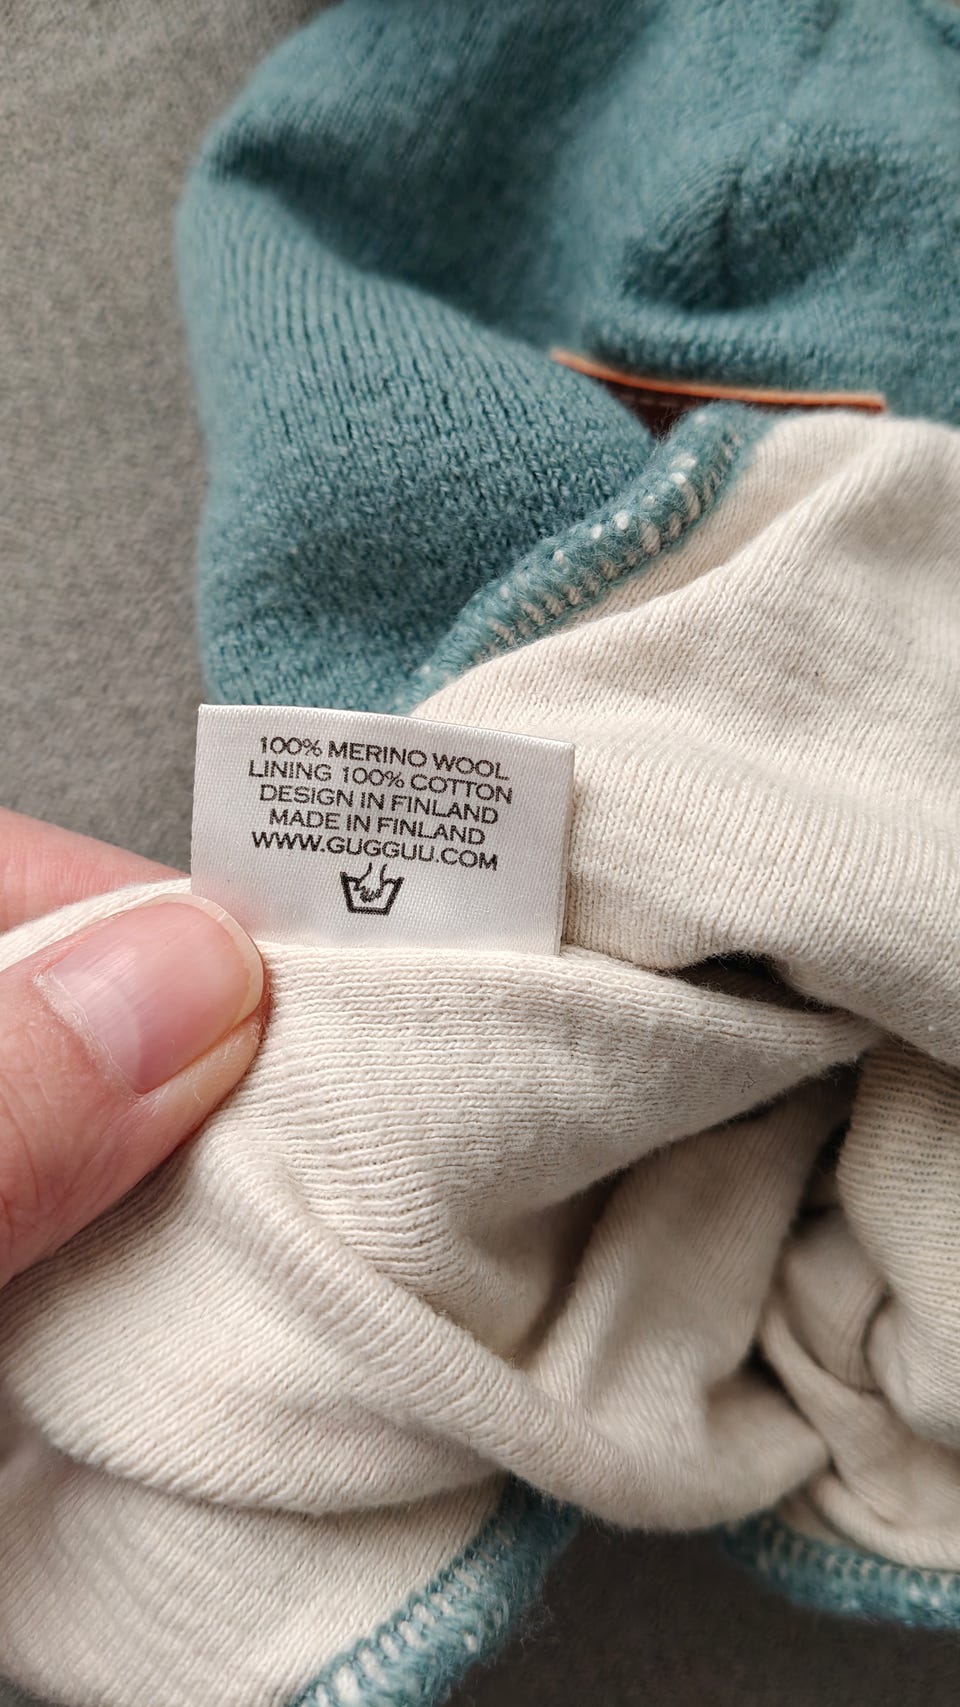 100% MERINO WOOL
LINING 100% COTTON
DESIGN IN FINLAND
MADE IN FINLAND
WWW.GUGGUU.COM